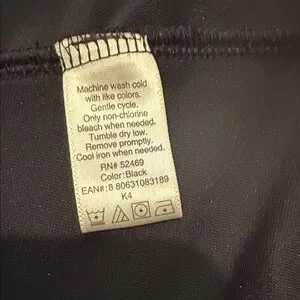 Machine wash cold
with like colors.
Gentle cycle.
Only non-chlorine
bleach when needed.
Tumble dry low.
Remove promptly.
Cool iron when needed.
RN# 52469
Color:Black
EAN#:8 80631083189
K4